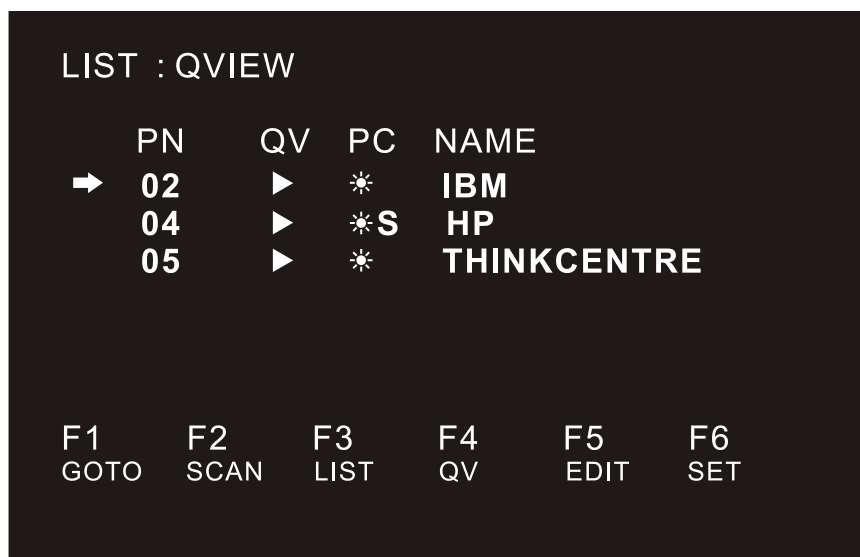 LIST : QVIEW
PN QV PC NAME
➡ 02 ▶ ☀ IBM
04 ▶ ☀S HP
05 ▶ ☀ THINKCENTRE
F1 F2 F3 F4 F5 F6
GOTO SCAN LIST QV EDIT SET